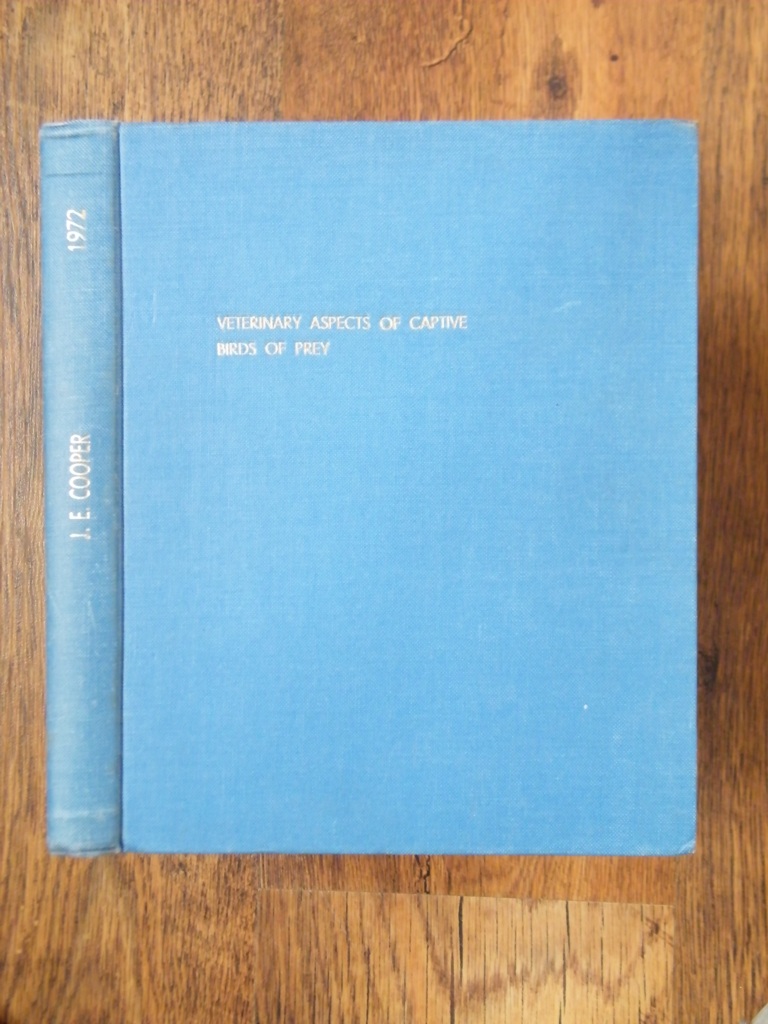 VETERINARY ASPECTS OF CAPTIVE
BIRDS OF PREY
J. E. COOPER
1972